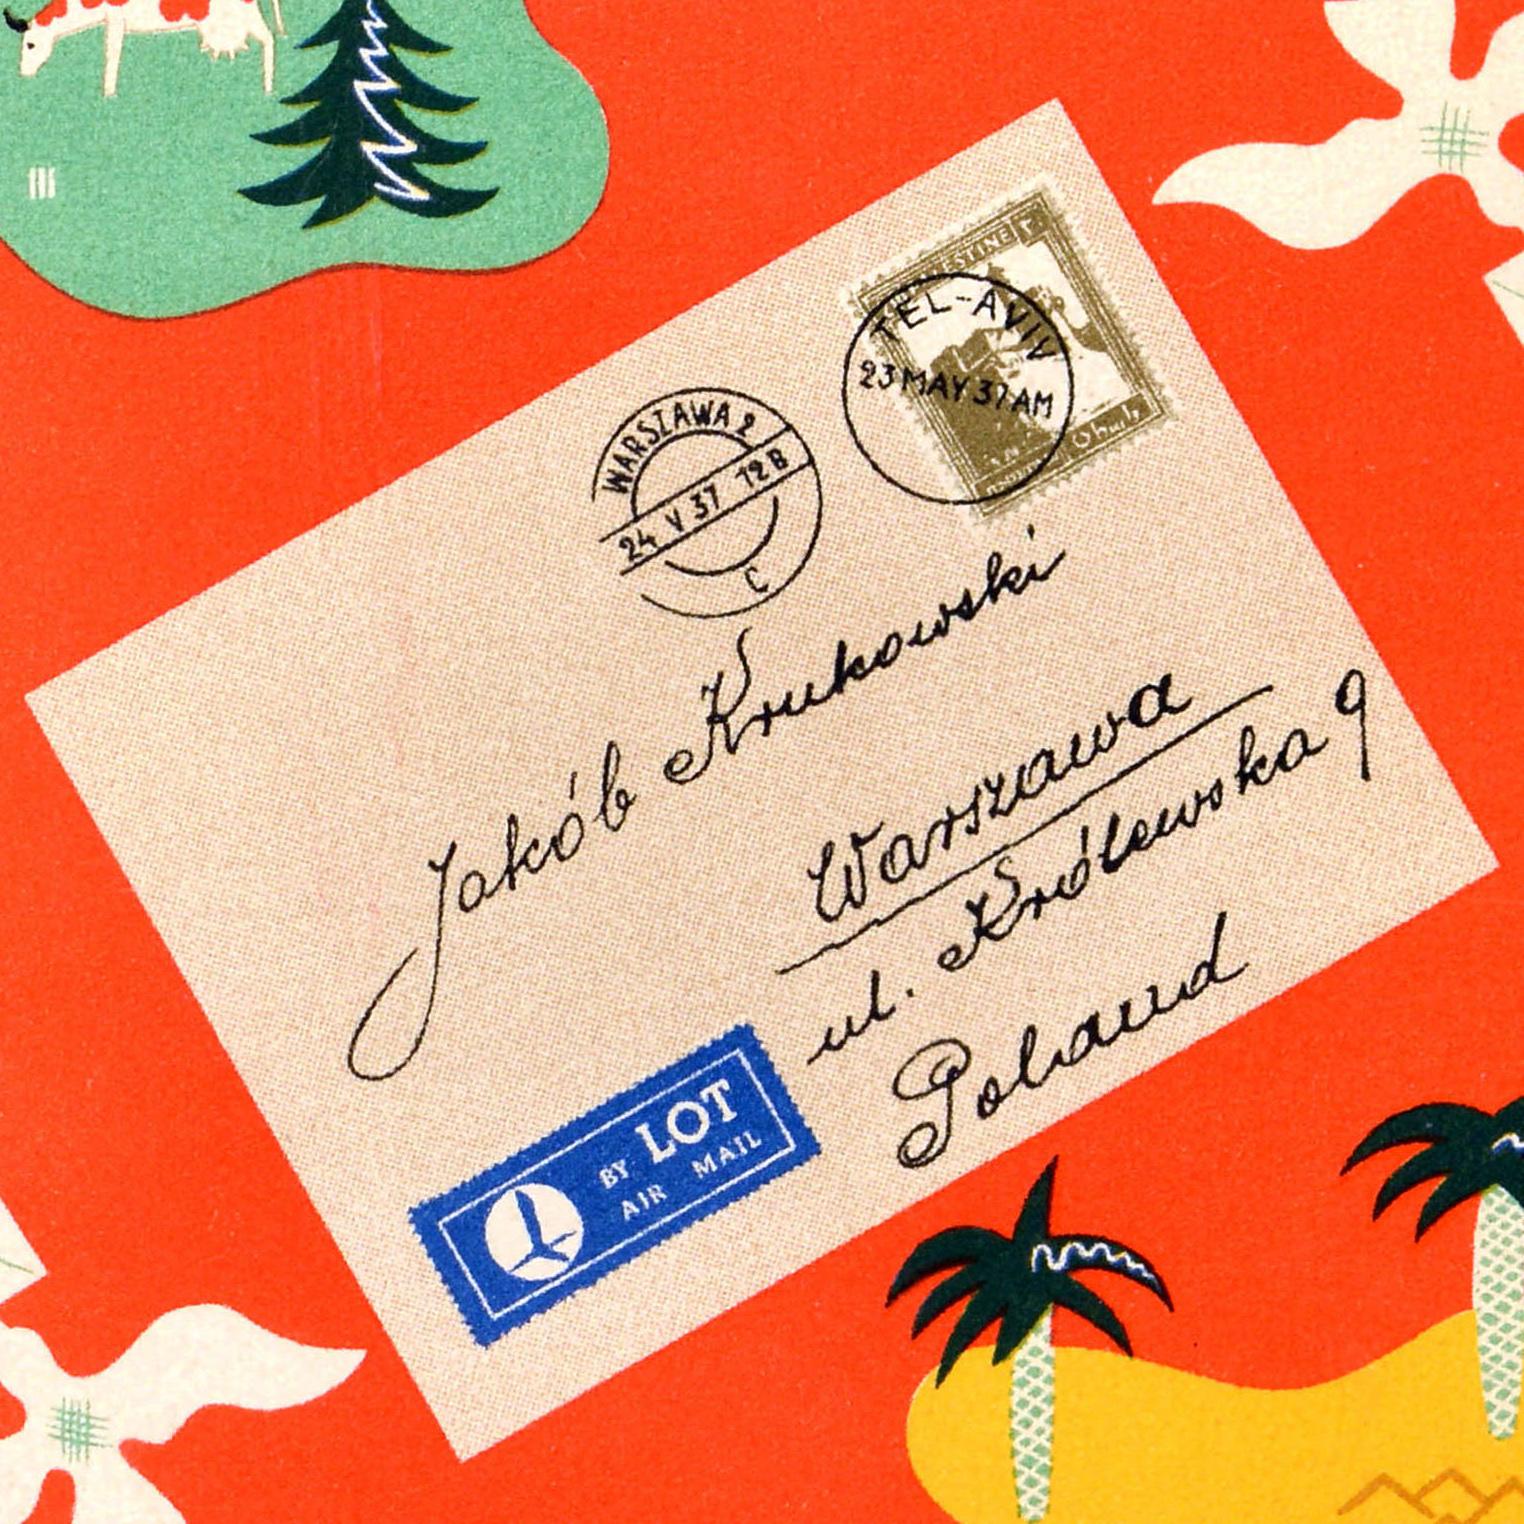 PALESTINE
TEL-AVIV
23 MAY 37 AM
WARSZAWA 2
24 V 37 12 B
C
Jakób Krukowski
Warszawa
ul. Królewska 9
Poland
BY LOT
AIR MAIL